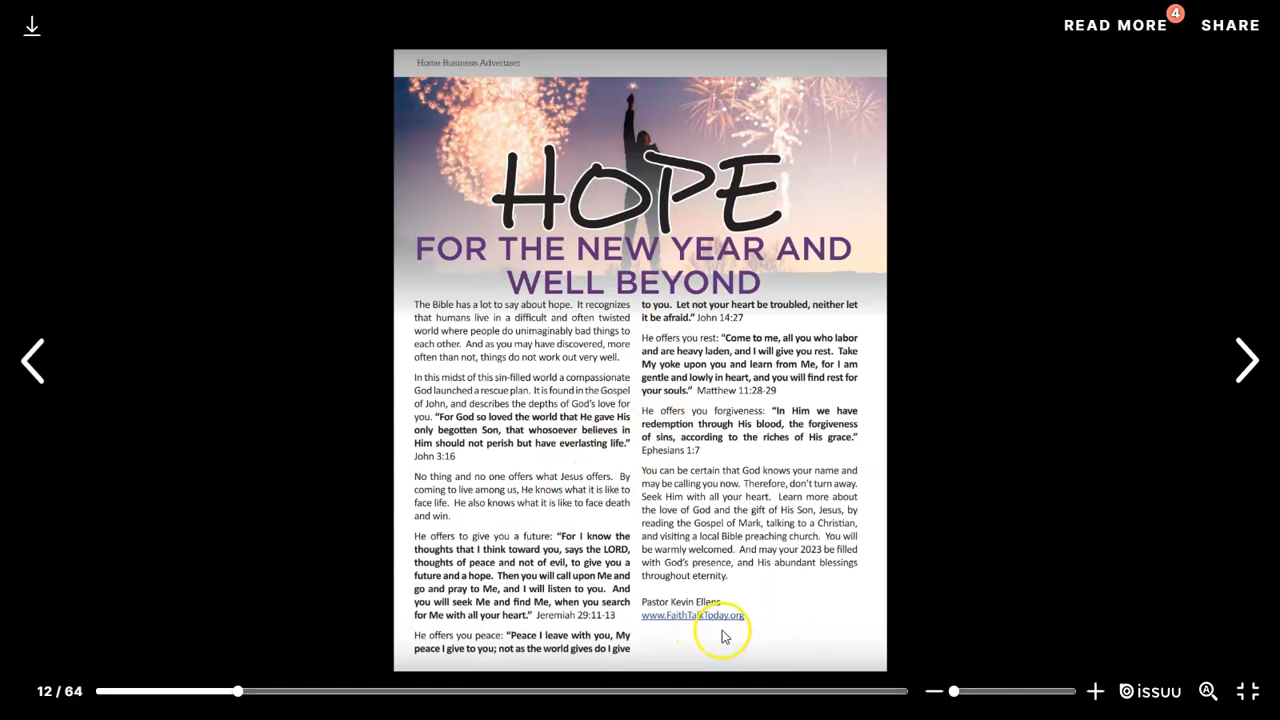 READ MORE
4
SHARE
Home Business Advertiser
HOPE
FOR THE NEW YEAR AND
WELL BEYOND
The Bible has a lot to say about hope. It recognizes
that humans live in a difficult and often twisted
world where people do unimaginably bad things to
each other. And as you may have discovered, more
often than not, things do not work out very well.
In this midst of this sin-filled world a compassionate
God launched a rescue plan. It is found in the Gospel
of John, and describes the depths of God's love for
you. “For God so loved the world that He gave His
only begotten Son, that whosoever believes in
Him should not perish but have everlasting life.”
John 3:16
No thing and no one offers what Jesus offers. By
coming to live among us, He knows what it is like to
face life. He also knows what it is like to face death
and win.
He offers to give you a future: “For I know the
thoughts that I think toward you, says the LORD,
thoughts of peace and not of evil, to give you a
future and a hope. Then you will call upon Me and
go and pray to Me, and I will listen to you. And
you will seek Me and find Me, when you search
for Me with all your heart.” Jeremiah 29:11-13
He offers you peace: “Peace I leave with you, My
peace I give to you; not as the world gives do I give
to you. Let not your heart be troubled, neither let
it be afraid.” John 14:27
He offers you rest: “Come to me, all you who labor
and are heavy laden, and I will give you rest. Take
My yoke upon you and learn from Me, for I am
gentle and lowly in heart, and you will find rest for
your souls.” Matthew 11:28-29
He offers you forgiveness: “In Him we have
redemption through His blood, the forgiveness
of sins, according to the riches of His grace.”
Ephesians 1:7
You can be certain that God knows your name and
may be calling you now. Therefore, don't turn away.
Seek Him with all your heart. Learn more about
the love of God and the gift of His Son, Jesus, by
reading the Gospel of Mark, talking to a Christian,
and visiting a local Bible preaching church. You will
be warmly welcomed. And may your 2023 be filled
with God's presence, and His abundant blessings
throughout eternity.
Pastor Kevin Ellens
www.FaithTalkToday.org
12 / 64
issuu